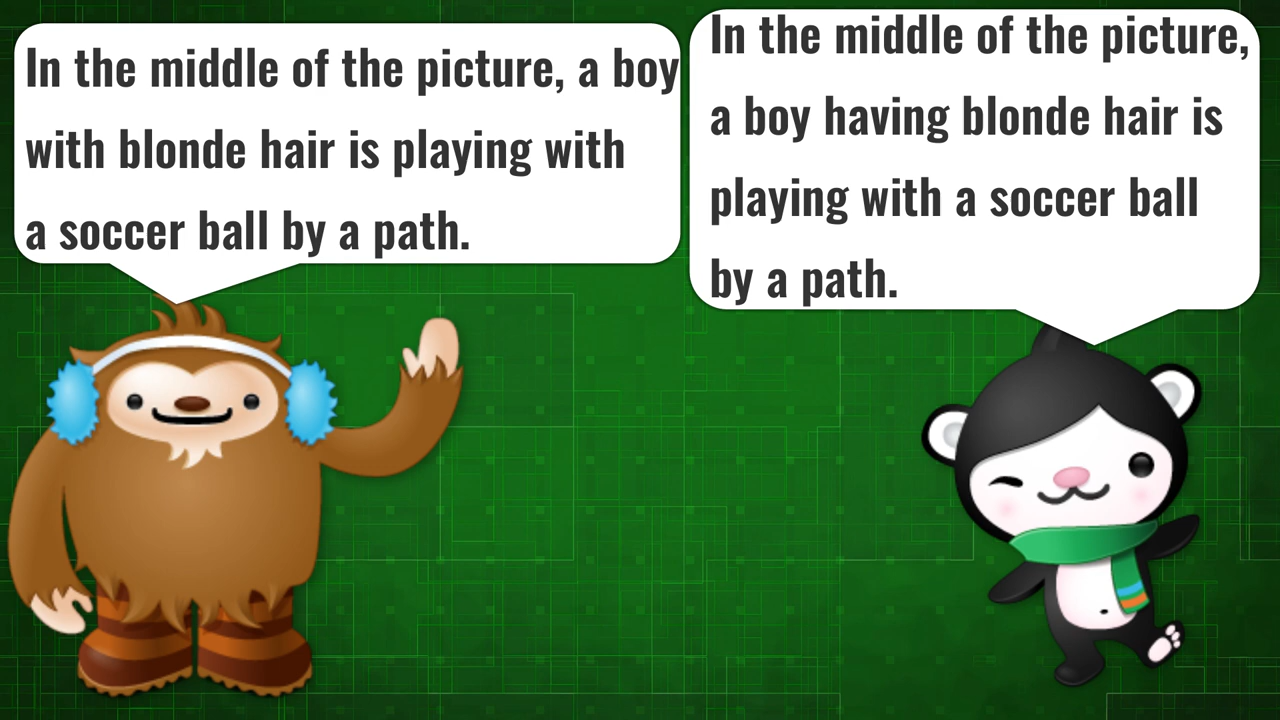 In the middle of the picture, a boy
with blonde hair is playing with
a soccer ball by a path.
In the middle of the picture,
a boy having blonde hair is
playing with a soccer ball
by a path.